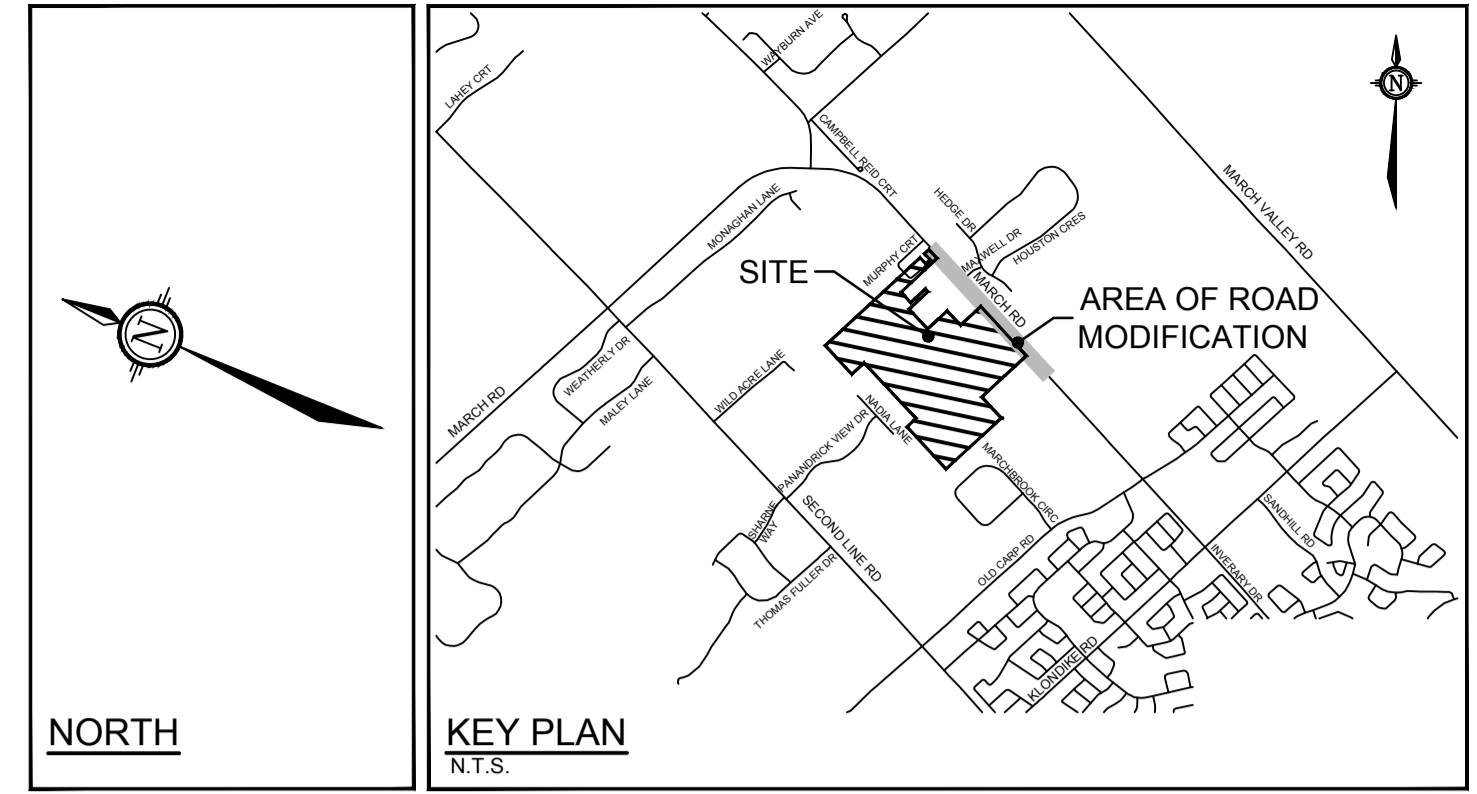 N
NORTH
LAHEY CRT
WAYBURN AVE
N
CAMPBELL REID CRT
MARCH VALLEY RD
MONAGHAN LANE
HEDGE DR
HOUSTON CRES
MAXWELL DR
MURPHY CRT
MARCH RD
SITE
AREA OF ROAD
MODIFICATION
WEATHERLY DR
MALEY LANE
MARCH RD
WILD ACRE LANE
NADIA LANE
PANANDRICK VIEW DR
MARCHBROOK CIRC
SHARNE
WAY
SECOND LINE RD
THOMAS FULLER DR
OLD CARP RD
SANDHILL RD
INVERARY DR
KLONDIKE RD
KEY PLAN
N.T.S.